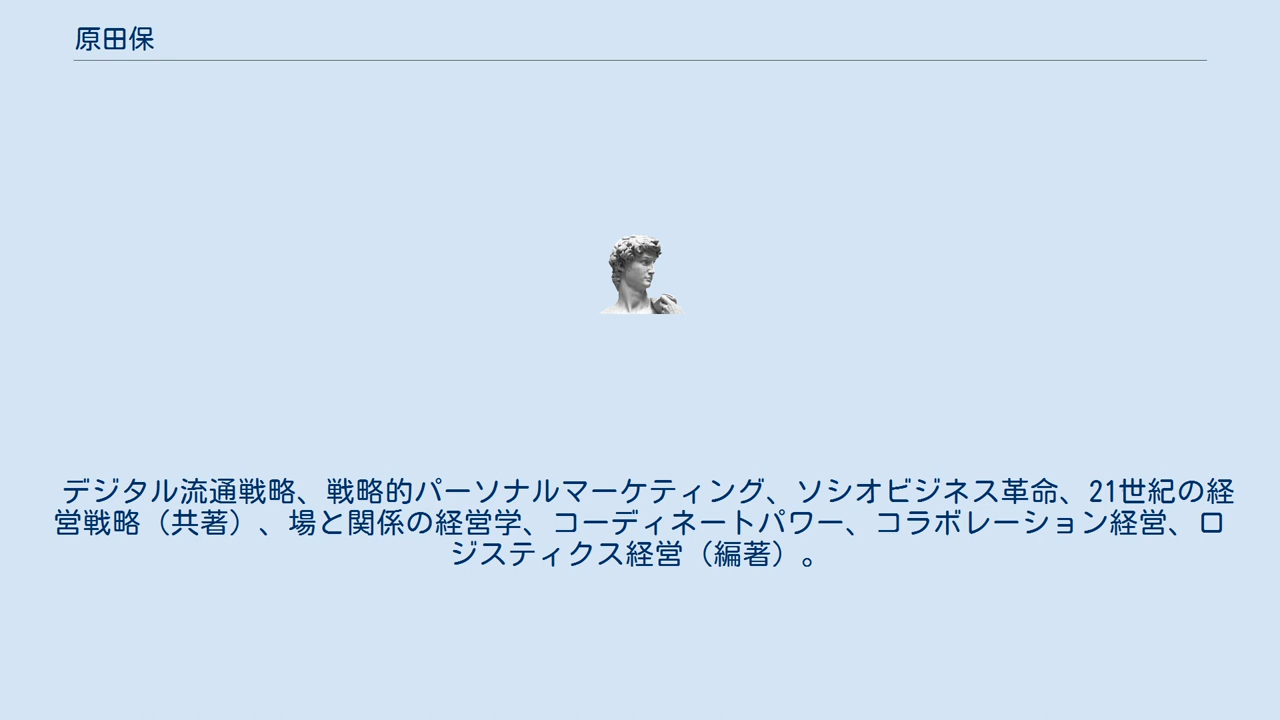 原田保
デジタル流通戦略、戦略的パーソナルマーケティング、ソシオビジネス革命、21世紀の経
営戦略（共著）、場と関係の経営学、コーディネートパワー、コラボレーション経営、ロ
ジスティクス経営（編著）。